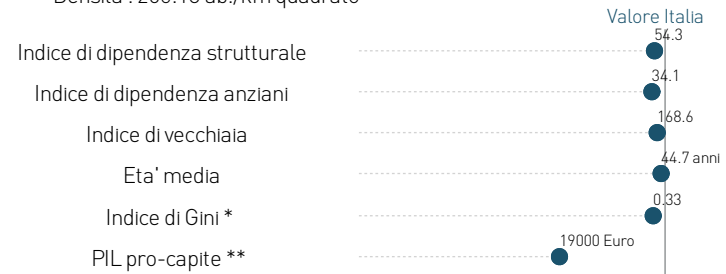 Valore Italia
Indice di dipendenza strutturale 54.3
Indice di dipendenza anziani 34.1
Indice di vecchiaia 168.6
Eta' media 44.7 anni
Indice di Gini * 0.33
PIL pro-capite ** 19000 Euro